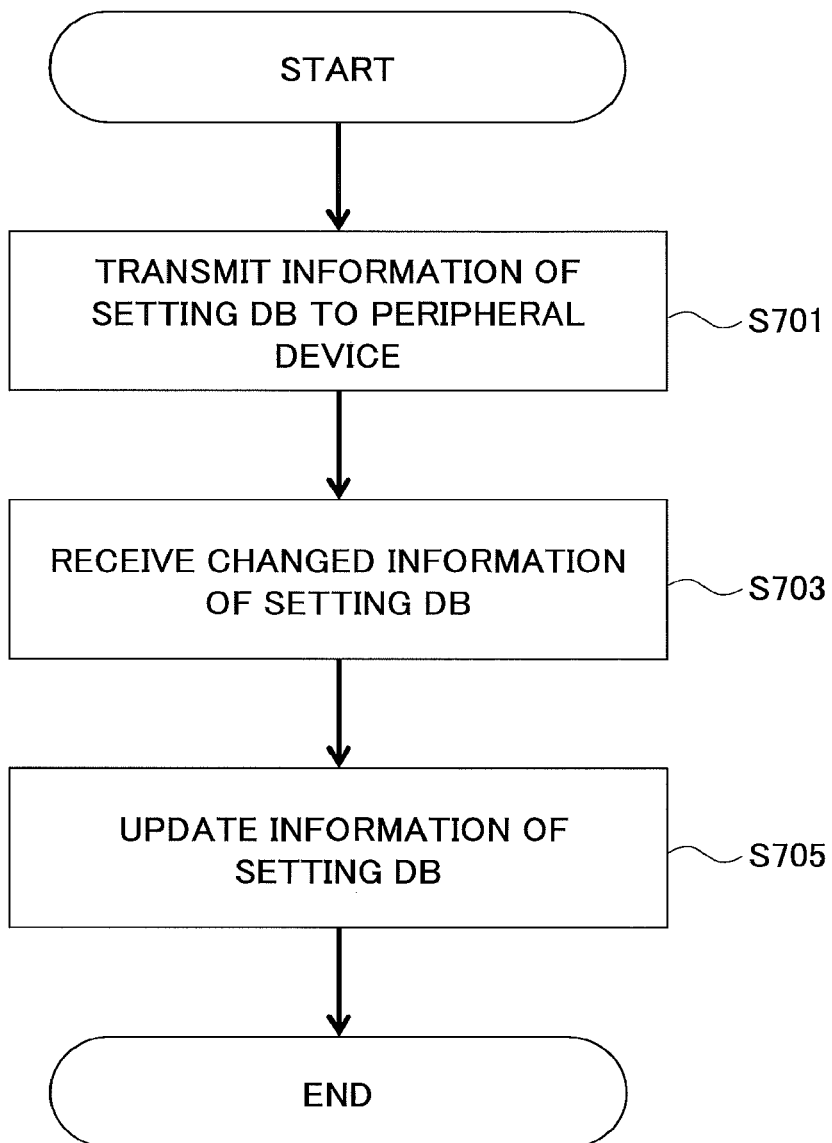 START
TRANSMIT INFORMATION OF
SETTING DB TO PERIPHERAL
DEVICE
S701
RECEIVE CHANGED INFORMATION
OF SETTING DB
S703
UPDATE INFORMATION OF
SETTING DB
S705
END